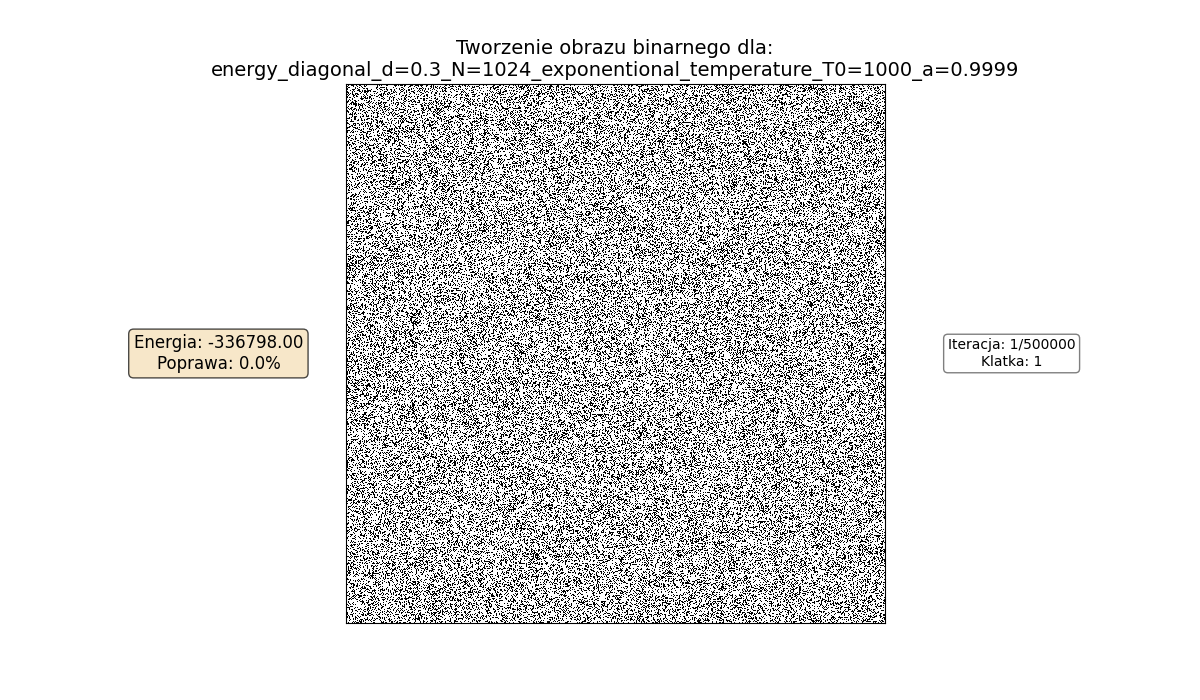 Tworzenie obrazu binarnego dla:
energy_diagonal_d=0.3_N=1024_exponentional_temperature_T0=1000_a=0.9999
Energia: -336798.00
Poprawa: 0.0%
Iteracja: 1/500000
Klatka: 1